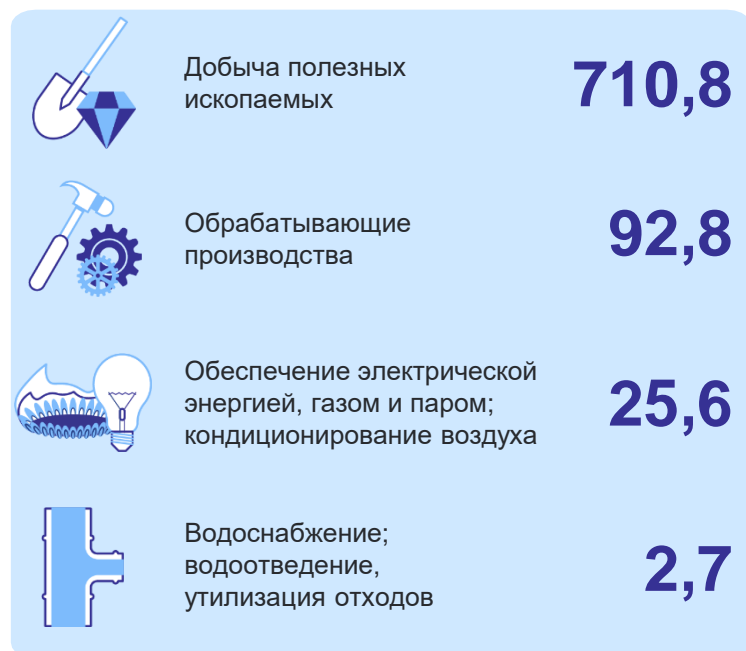 Добыча полезных
ископаемых
710,8
Обрабатывающие
производства
92,8
Обеспечение электрической
энергией, газом и паром;
кондиционирование воздуха
25,6
Водоснабжение;
водоотведение,
утилизация отходов
2,7